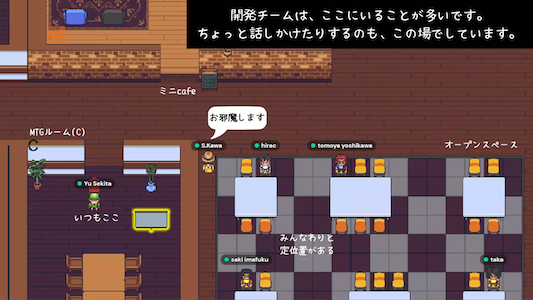 開発チームは、ここにいることが多いです。
ちょっと話しかけたりするのも、この場でしています。
ミニcafe
お邪魔します
MTGルーム(C)
C
S.Kawa
hirac
tomoya yoshikawa
オープンスペース
Yu Sekita
いつもここ
みんなわりと
定位置がある
saki imafuku
taka